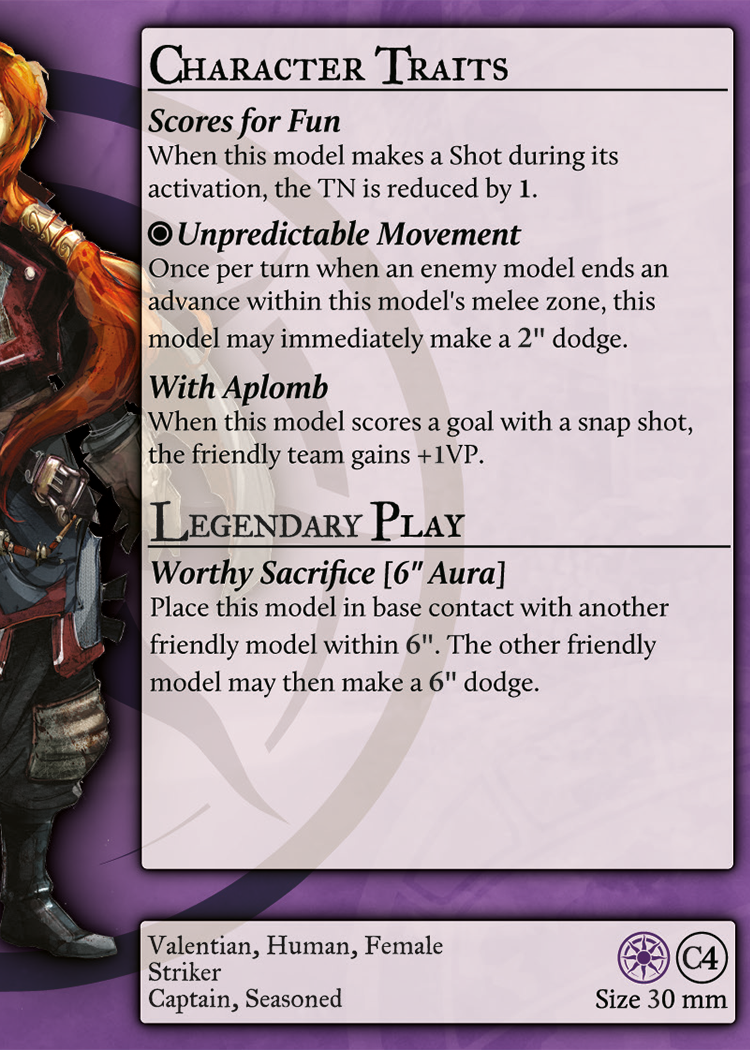 Character Traits
Scores for Fun
When this model makes a Shot during its
activation, the TN is reduced by 1.
Unpredictable Movement
Once per turn when an enemy model ends an
advance within this model's melee zone, this
model may immediately make a 2" dodge.
With Aplomb
When this model scores a goal with a snap shot,
the friendly team gains +1VP.
Legendary Play
Worthy Sacrifice [6" Aura]
Place this model in base contact with another
friendly model within 6". The other friendly
model may then make a 6" dodge.
Valentian, Human, Female
Striker
Captain, Seasoned
C4
Size 30 mm